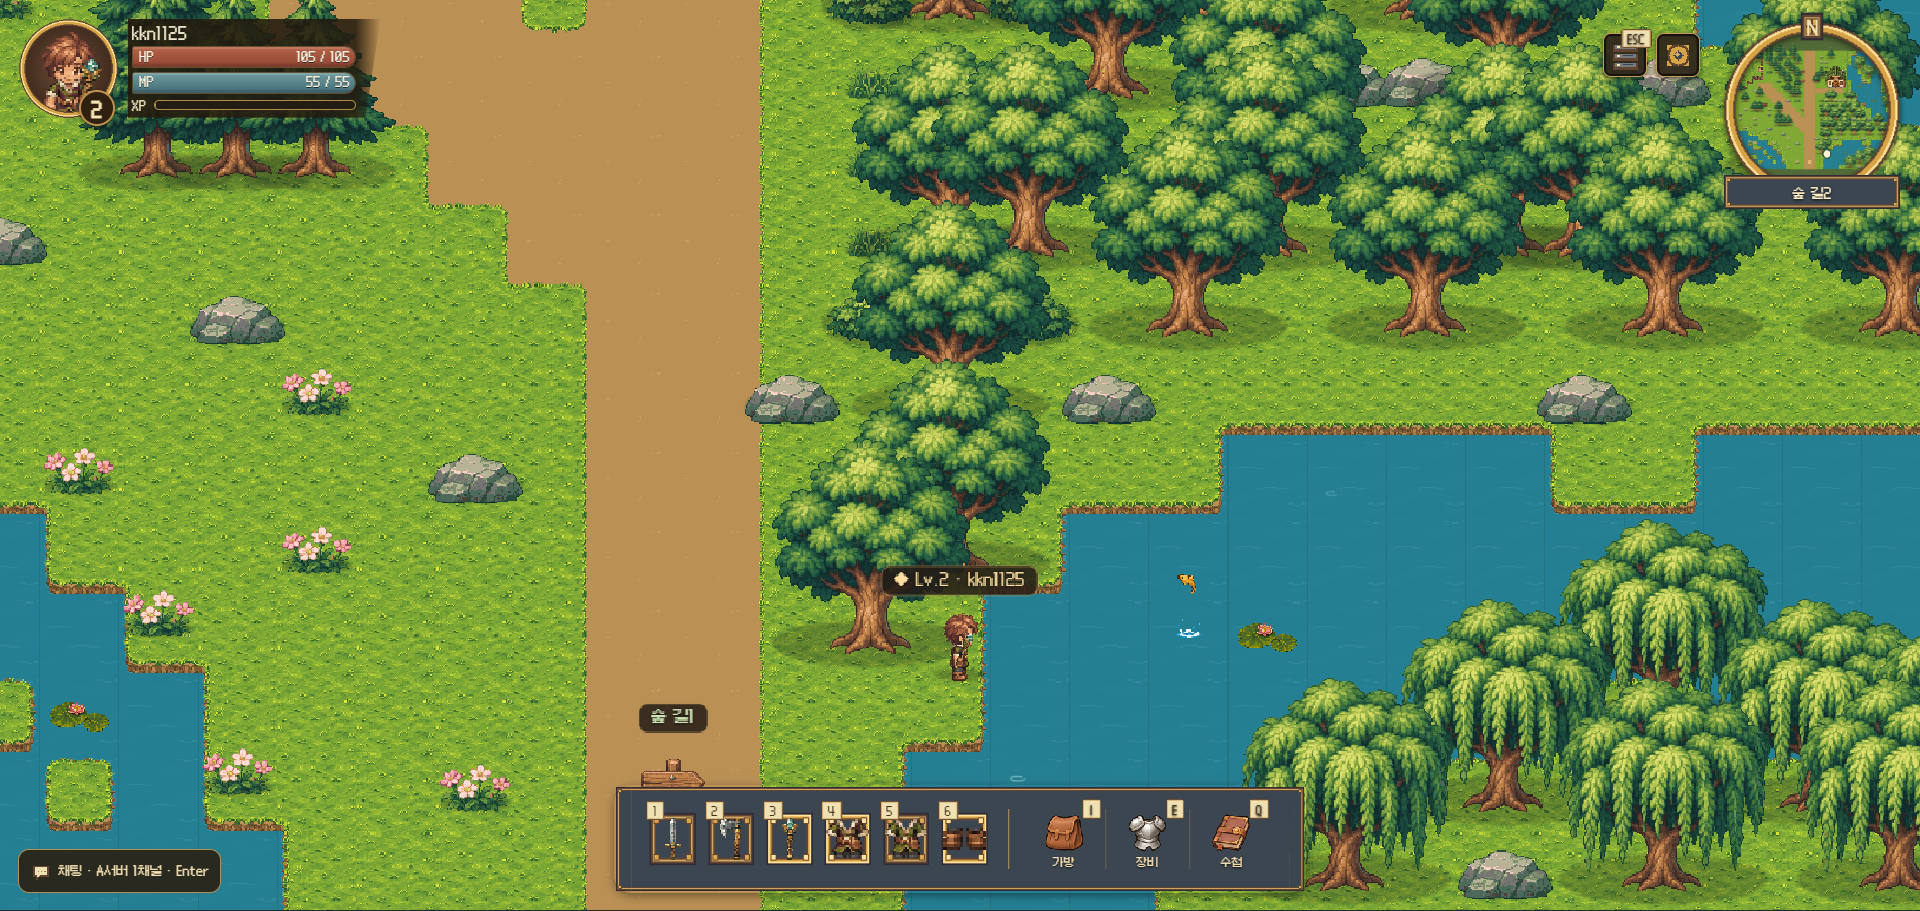 kkn1125
HP 105 / 105
MP 55 / 55
2
XP
ESC
N
숲 길2
Lv.2 · kkn1125
숲 길1
1 2 3 4 5 6 I E Q
가방 장비 수첩
채팅 · A서버 1채널 · Enter